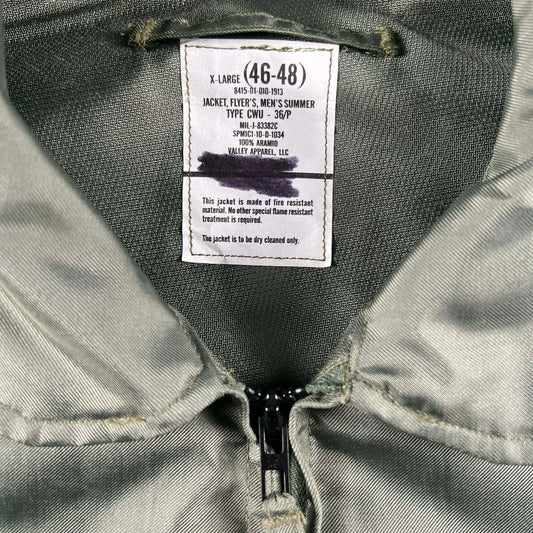 X-LARGE (46-48)
8415-01-010-1913
JACKET, FLYER'S, MEN'S SUMMER
TYPE CWU - 36/P
MIL-J-83382C
SPM1C1-10-D-1034
100% ARAMID
VALLEY APPAREL, LLC
This jacket is made of fire resistant
material. No other special flame resistant
treatment is required.
The jacket is to be dry cleaned only.